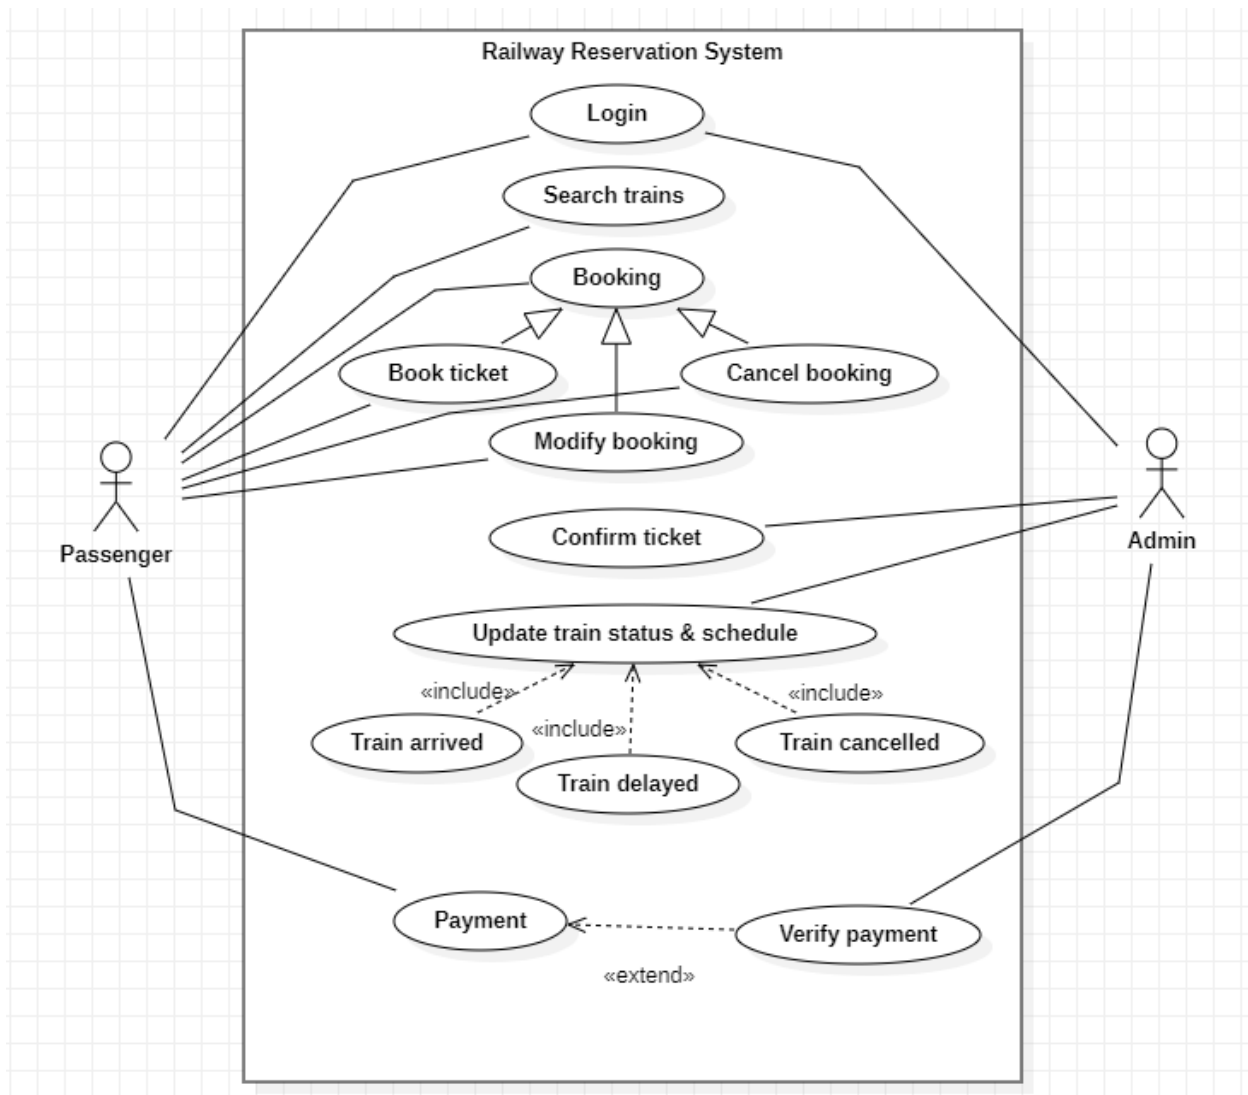 Railway Reservation System
Login
Search trains
Booking
Book ticket
Cancel booking
Modify booking
Confirm ticket
Passenger
Admin
Update train status & schedule
«include»
«include»
«include»
Train arrived
Train cancelled
Train delayed
Payment
Verify payment
«extend»